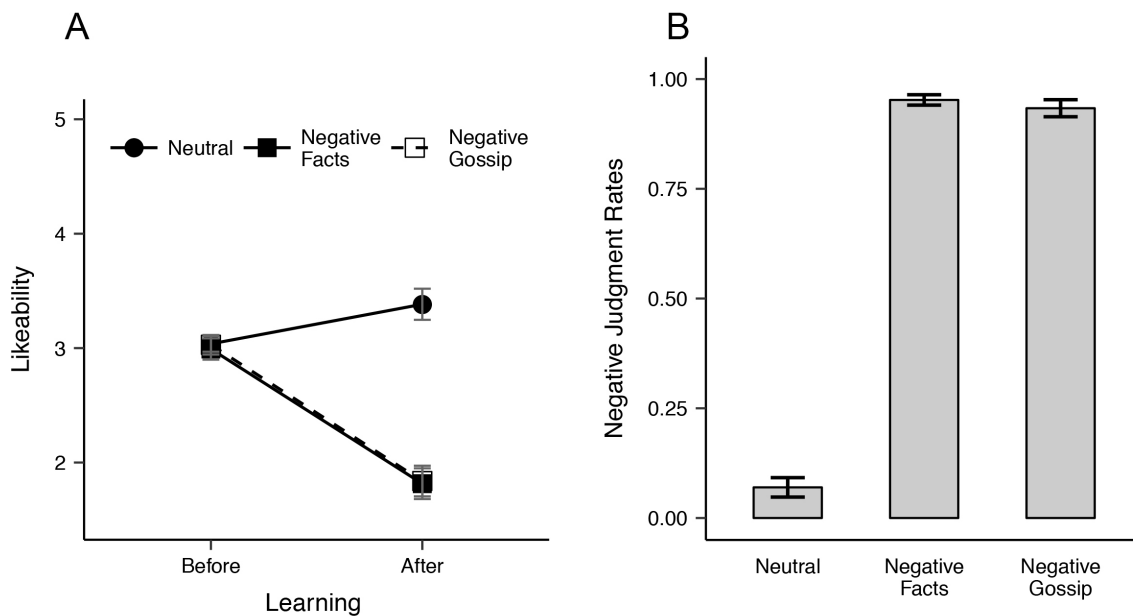 A
5
4
3
2
Likeability
Neutral
Negative
Facts
Negative
Gossip
Before
After
Learning
B
1.00
0.75
0.50
0.25
0.00
Negative Judgment Rates
Neutral
Negative
Facts
Negative
Gossip